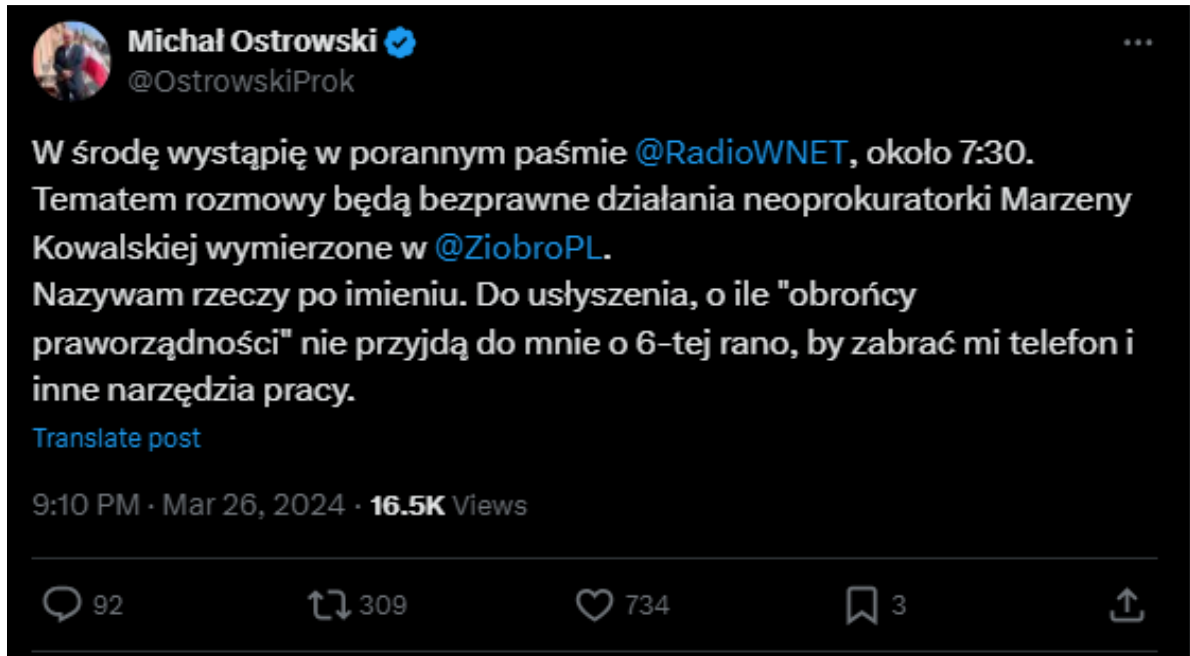 Michał Ostrowski
@OstrowskiProk
W środę wystąpię w porannym paśmie @RadioWNET, około 7:30.
Tematem rozmowy będą bezprawne działania neoprokuratorki Marzeny
Kowalskiej wymierzone w @ZiobroPL.
Nazywam rzeczy po imieniu. Do usłyszenia, o ile "obrońcy
praworządności" nie przyjdą do mnie o 6-tej rano, by zabrać mi telefon i
inne narzędzia pracy.
Translate post
9:10 PM · Mar 26, 2024 · 16.5K Views
92 309 734 3